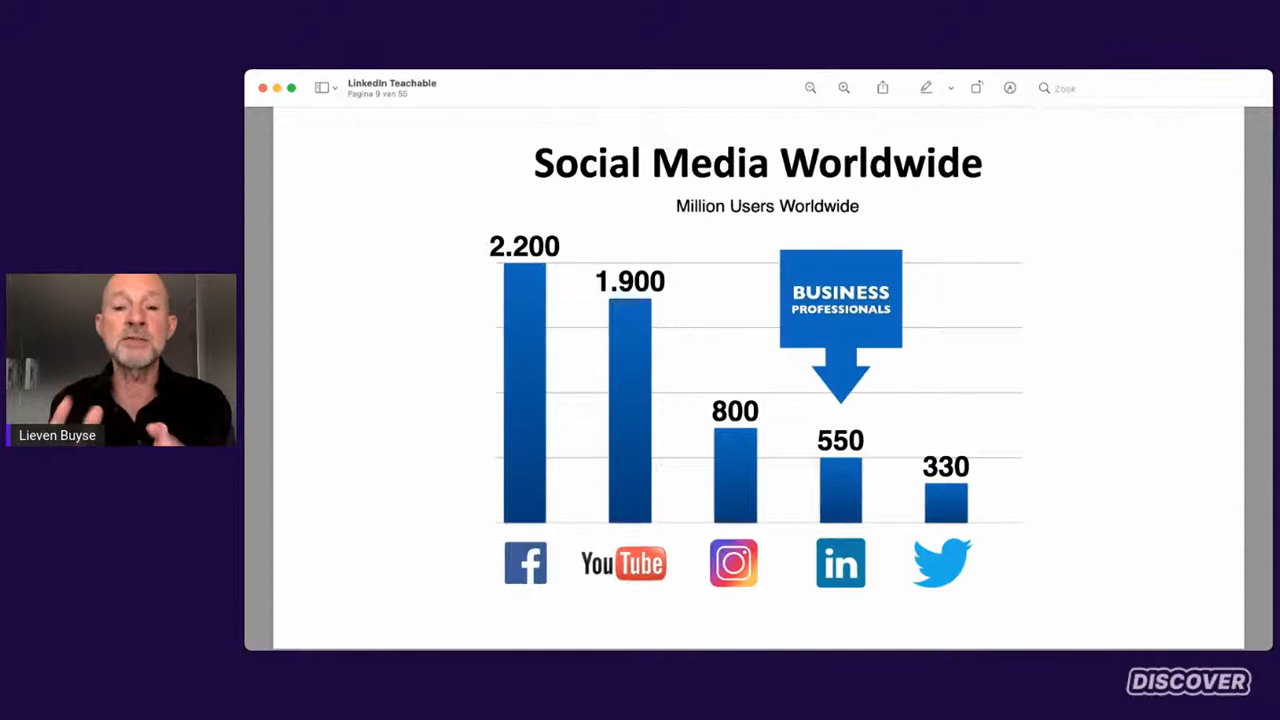 LinkedIn Teachable
Pagina 9 van 55
Zoek
Social Media Worldwide
Million Users Worldwide
2.200
1.900
BUSINESS
PROFESSIONALS
800
550
330
f
YouTube
in
Lieven Buyse
DISCOVER